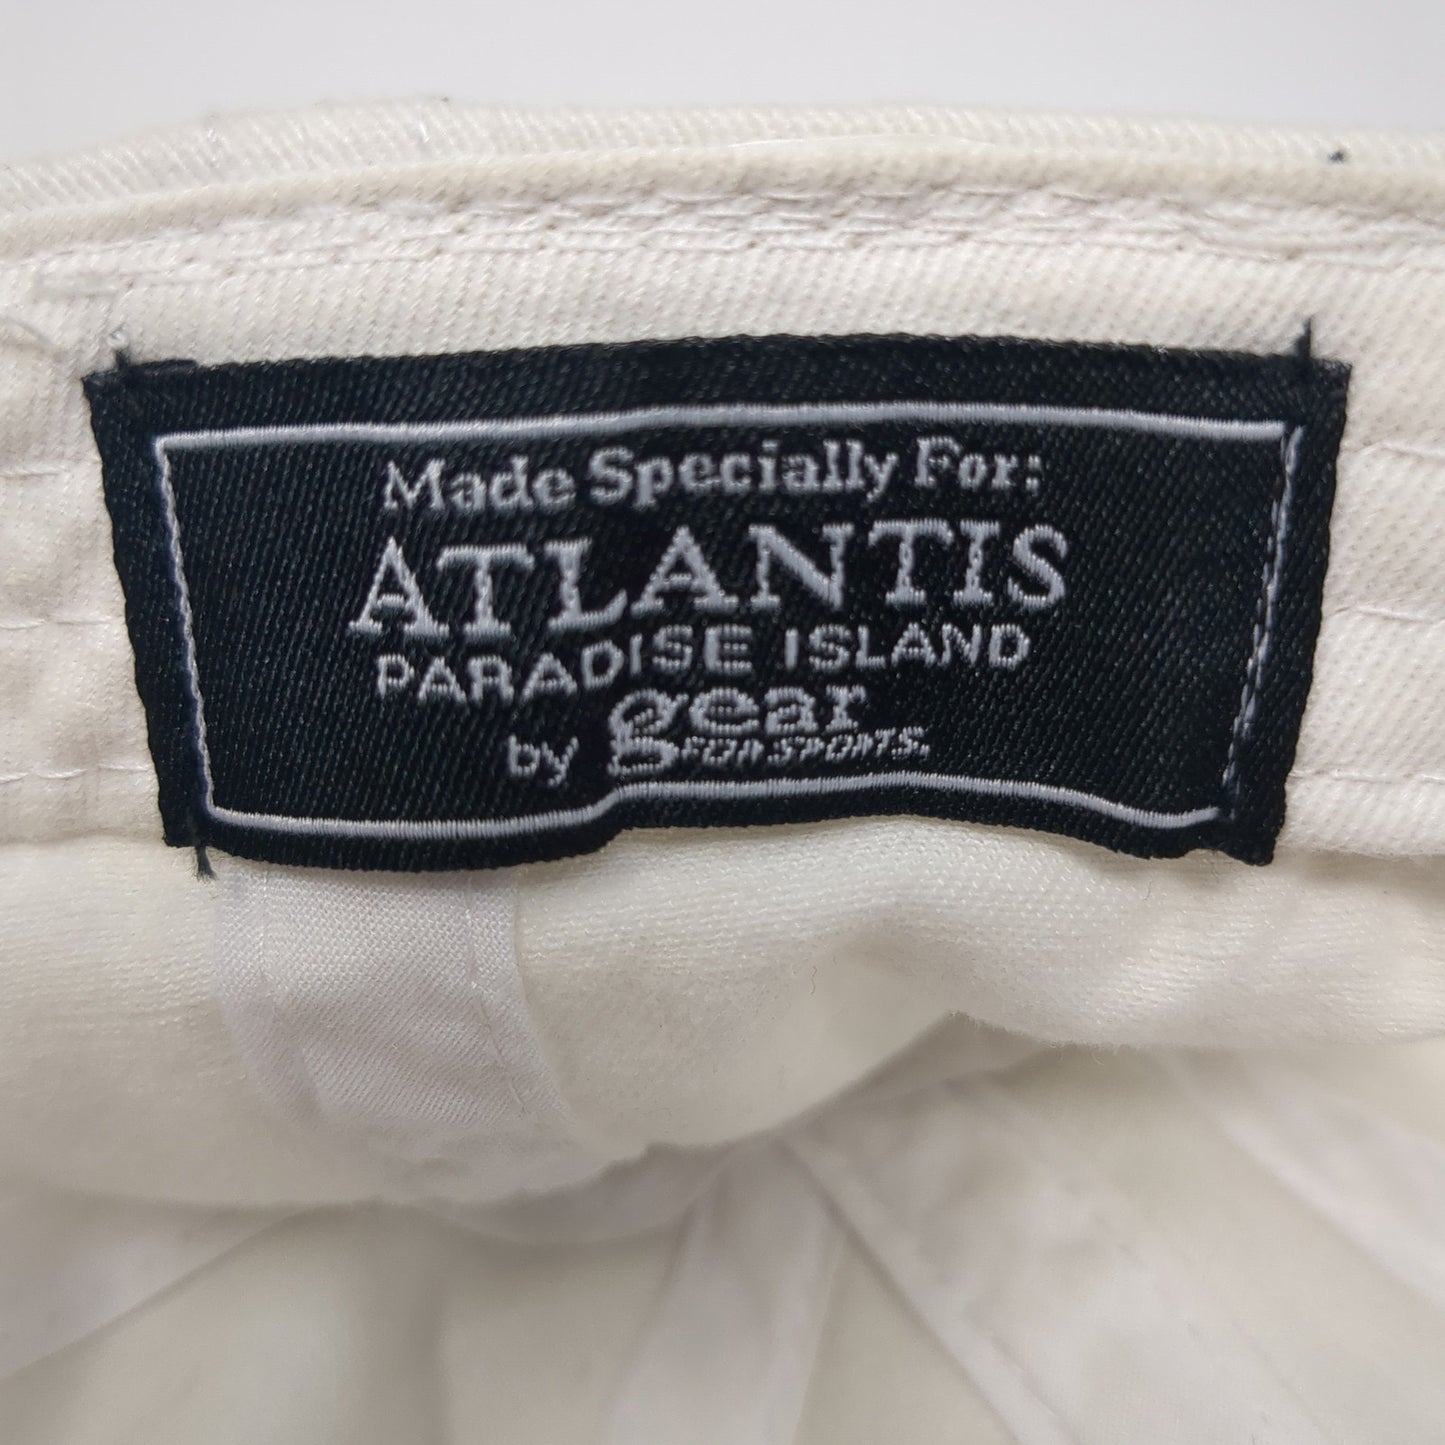 Made Specially For:
ATLANTIS
PARADISE ISLAND
by gear
FOR SPORTS.